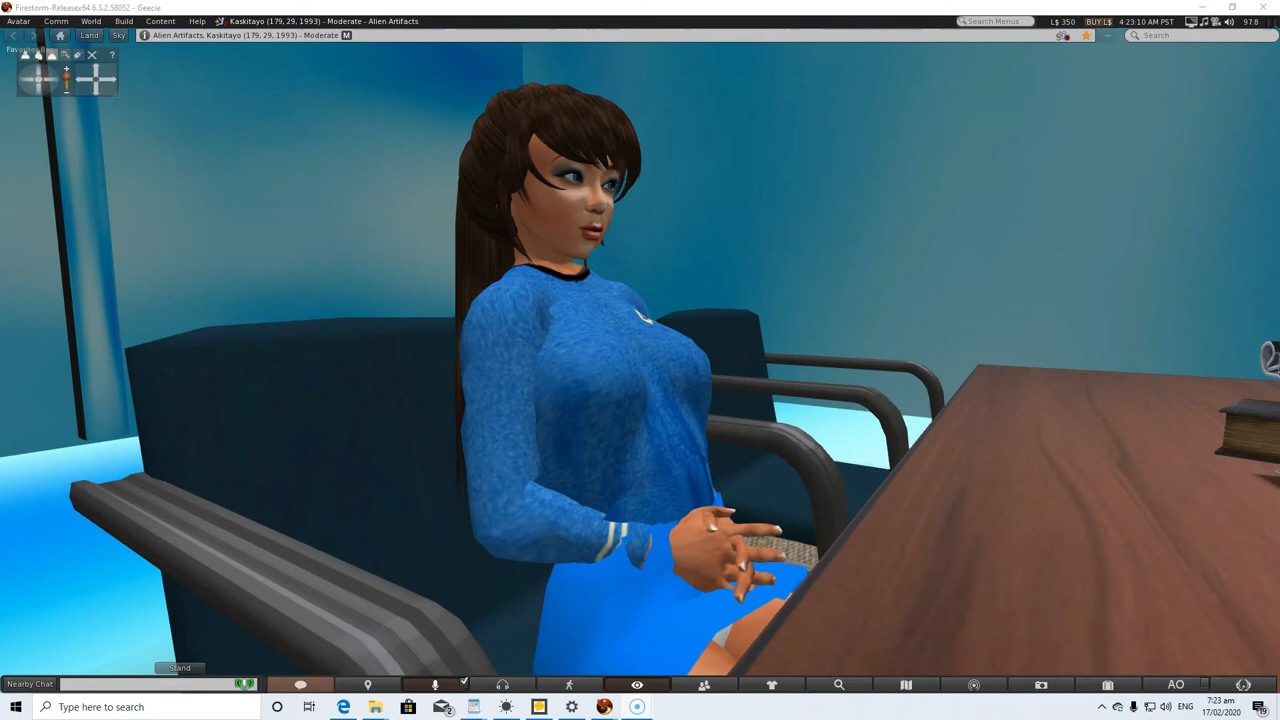 Firestorm-Releasex64 6.3.2.58052 - Geecie
Avatar Comm World Build Content Help Kaskitayo (179, 29, 1993) - Moderate - Alien Artifacts Search Menus L$ 350 BUY L$ 4:23:10 AM PST 97.8
Land Sky Alien Artifacts, Kaskitayo (179, 29, 1993) - Moderate M Search
?
Stand
Nearby Chat AO
Type here to search 2 ENG 7:23 am
17/02/2020 19